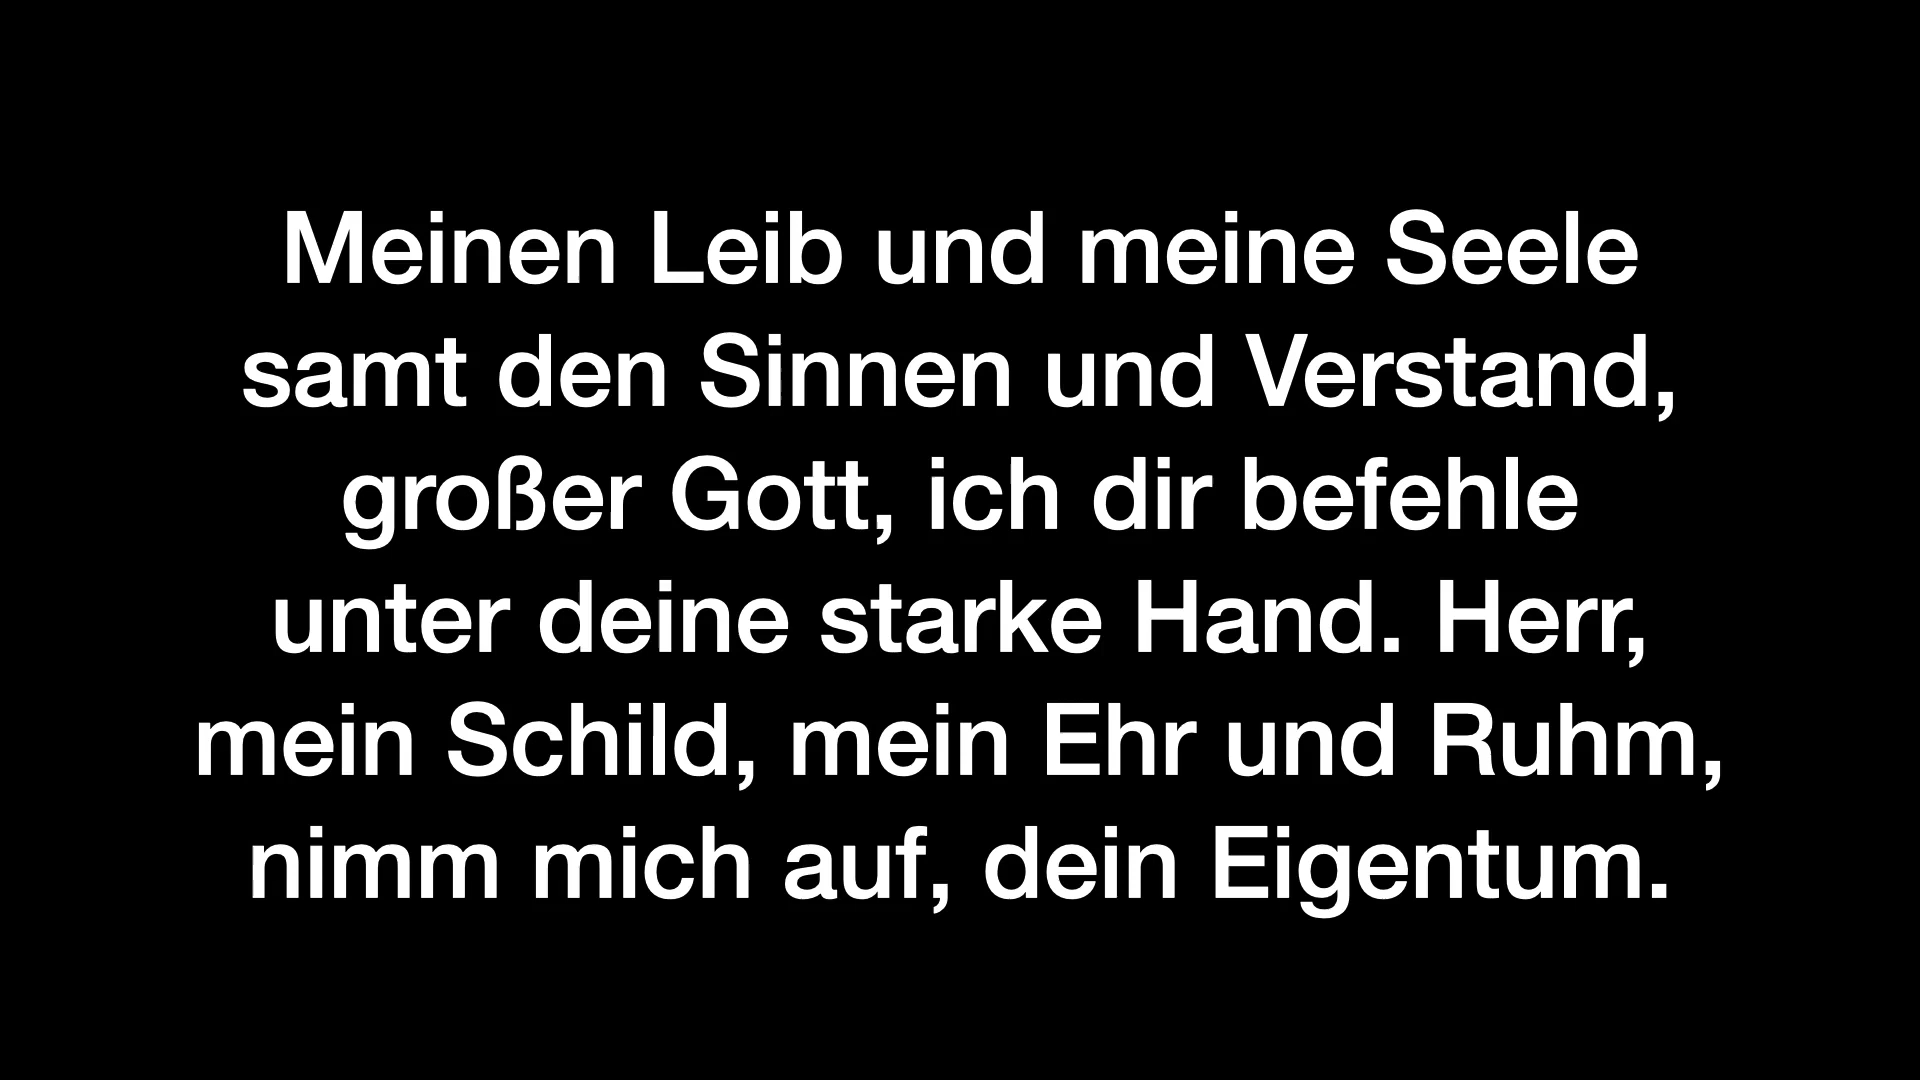 Meinen Leib und meine Seele
samt den Sinnen und Verstand,
großer Gott, ich dir befehle
unter deine starke Hand. Herr,
mein Schild, mein Ehr und Ruhm,
nimm mich auf, dein Eigentum.